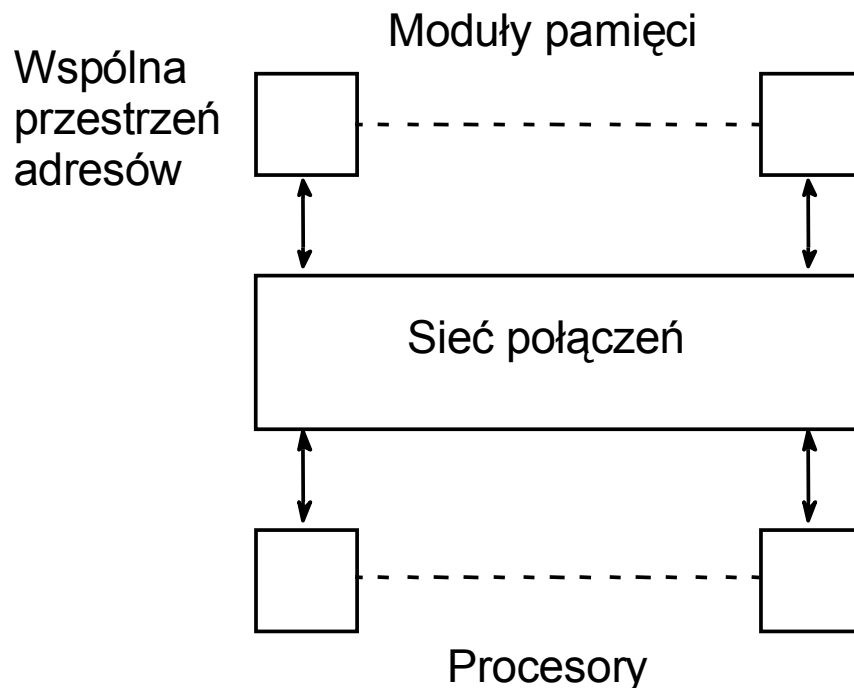 Moduły pamięci
Wspólna
przestrzeń
adresów
Sieć połączeń
Procesory